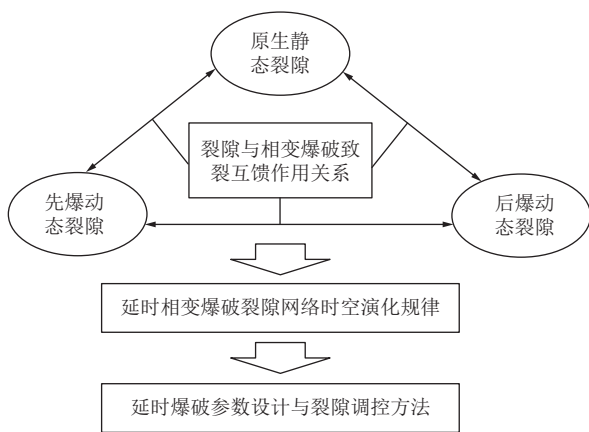 原生静
态裂隙
裂隙与相变爆破致
裂互馈作用关系
先爆动
态裂隙
后爆动
态裂隙
延时相变爆破裂隙网络时空演化规律
延时爆破参数设计与裂隙调控方法